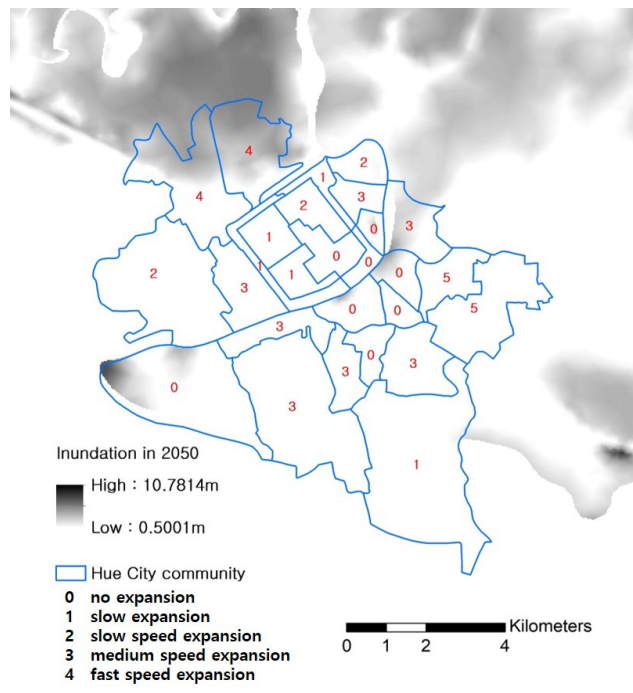 4
2
1
4
3
2
3
0
1
0
0
1
0
2
1
5
3
5
0
0
3
0
3
3
0
3
1
Inundation in 2050
High : 10.7814m
Low : 0.5001m
Hue City community
0 no expansion
1 slow expansion
2 slow speed expansion
3 medium speed expansion
4 fast speed expansion
Kilometers
0 1 2 4